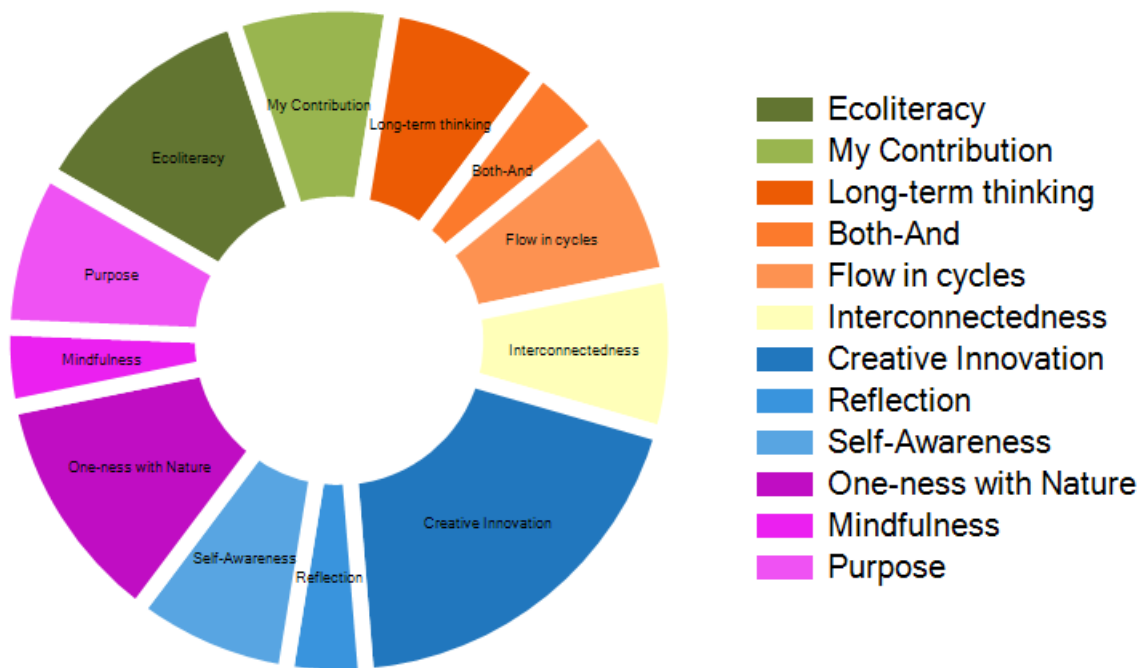 My Contribution
Long-term thinking
Ecoliteracy
Both-And
Flow in cycles
Purpose
Interconnectedness
Mindfulness
One-ness with Nature
Creative Innovation
Self-Awareness
Reflection
Ecoliteracy
My Contribution
Long-term thinking
Both-And
Flow in cycles
Interconnectedness
Creative Innovation
Reflection
Self-Awareness
One-ness with Nature
Mindfulness
Purpose